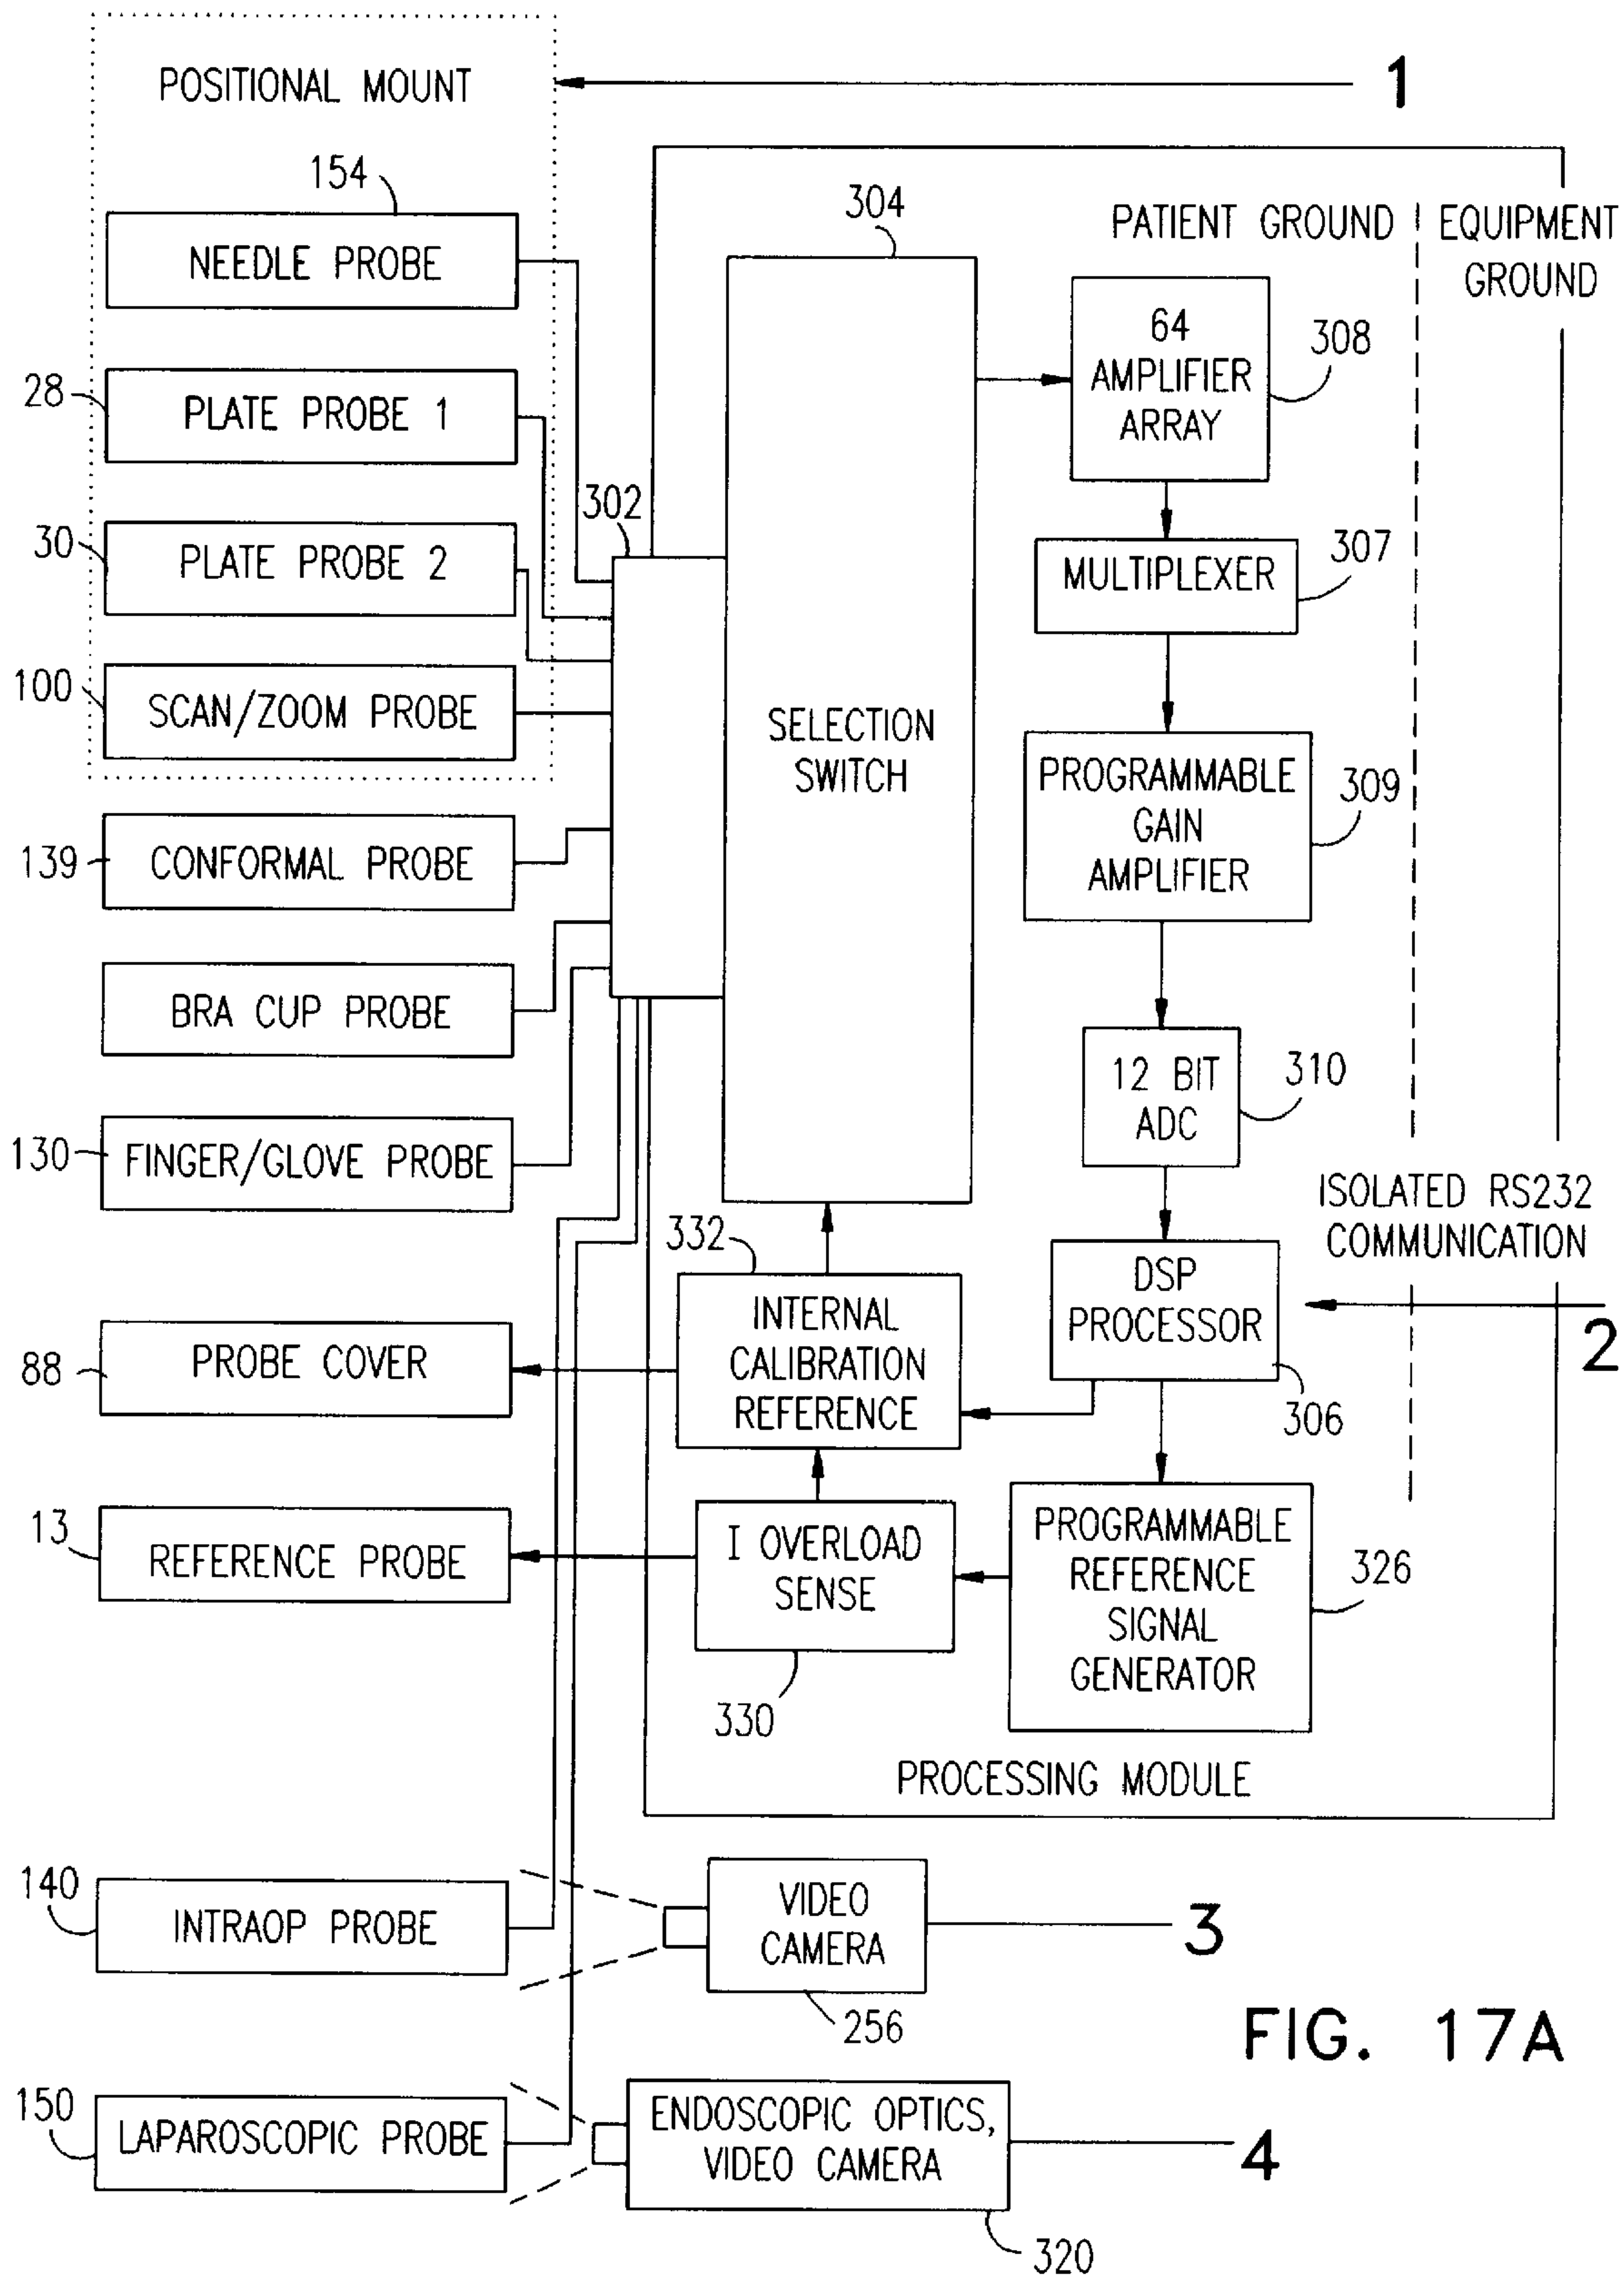 POSITIONAL MOUNT
1
154
NEEDLE PROBE
28
PLATE PROBE 1
30
PLATE PROBE 2
100
SCAN/ZOOM PROBE
139
CONFORMAL PROBE
BRA CUP PROBE
130
FINGER/GLOVE PROBE
88
PROBE COVER
13
REFERENCE PROBE
140
INTRAOP PROBE
150
LAPAROSCOPIC PROBE
302
304
SELECTION
SWITCH
PATIENT GROUND
EQUIPMENT
GROUND
64
AMPLIFIER
ARRAY
308
MULTIPLEXER
307
PROGRAMMABLE
GAIN
AMPLIFIER
309
12 BIT
ADC
310
ISOLATED RS232
COMMUNICATION
DSP
PROCESSOR
306
2
332
INTERNAL
CALIBRATION
REFERENCE
I OVERLOAD
SENSE
330
PROGRAMMABLE
REFERENCE
SIGNAL
GENERATOR
326
PROCESSING MODULE
VIDEO
CAMERA
256
3
ENDOSCOPIC OPTICS,
VIDEO CAMERA
320
4
FIG. 17A